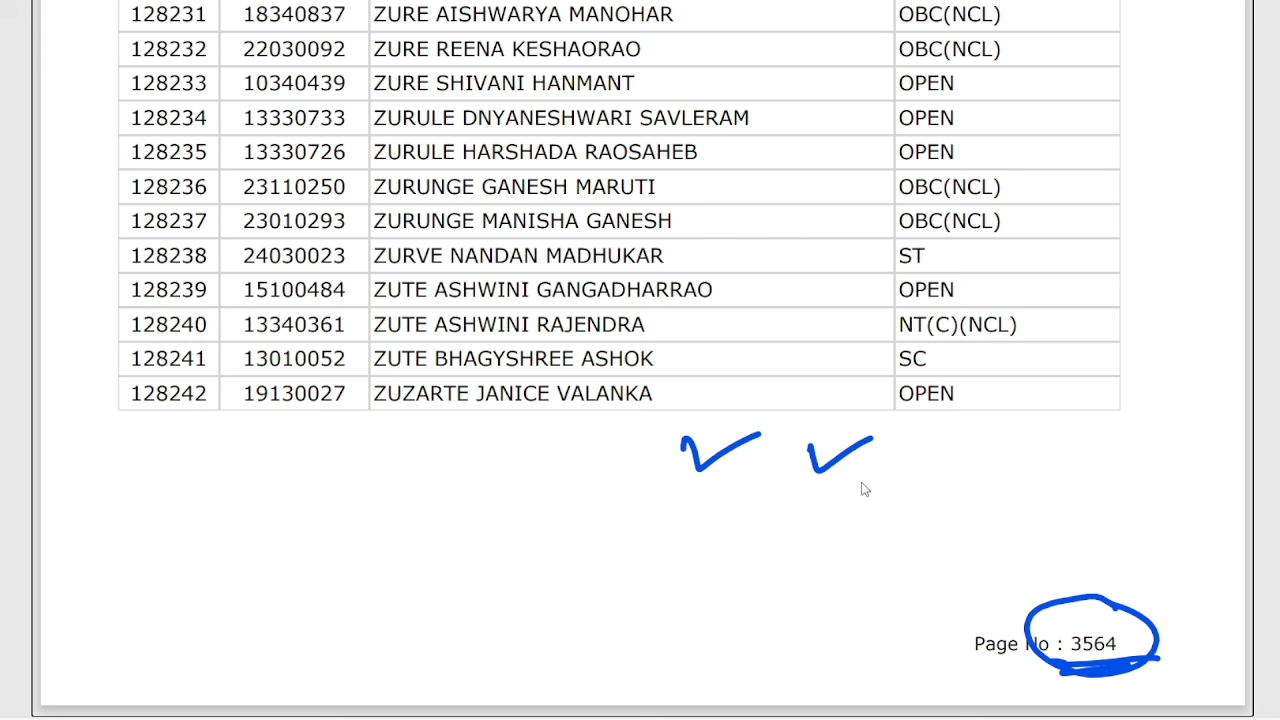 128231 18340837 ZURE AISHWARYA MANOHAR OBC(NCL)
128232 22030092 ZURE REENA KESHAORAO OBC(NCL)
128233 10340439 ZURE SHIVANI HANMANT OPEN
128234 13330733 ZURULE DNYANESHWARI SAVLERAM OPEN
128235 13330726 ZURULE HARSHADA RAOSAHEB OPEN
128236 23110250 ZURUNGE GANESH MARUTI OBC(NCL)
128237 23010293 ZURUNGE MANISHA GANESH OBC(NCL)
128238 24030023 ZURVE NANDAN MADHUKAR ST
128239 15100484 ZUTE ASHWINI GANGADHARRAO OPEN
128240 13340361 ZUTE ASHWINI RAJENDRA NT(C)(NCL)
128241 13010052 ZUTE BHAGYSHREE ASHOK SC
128242 19130027 ZUZARTE JANICE VALANKA OPEN
Page No : 3564